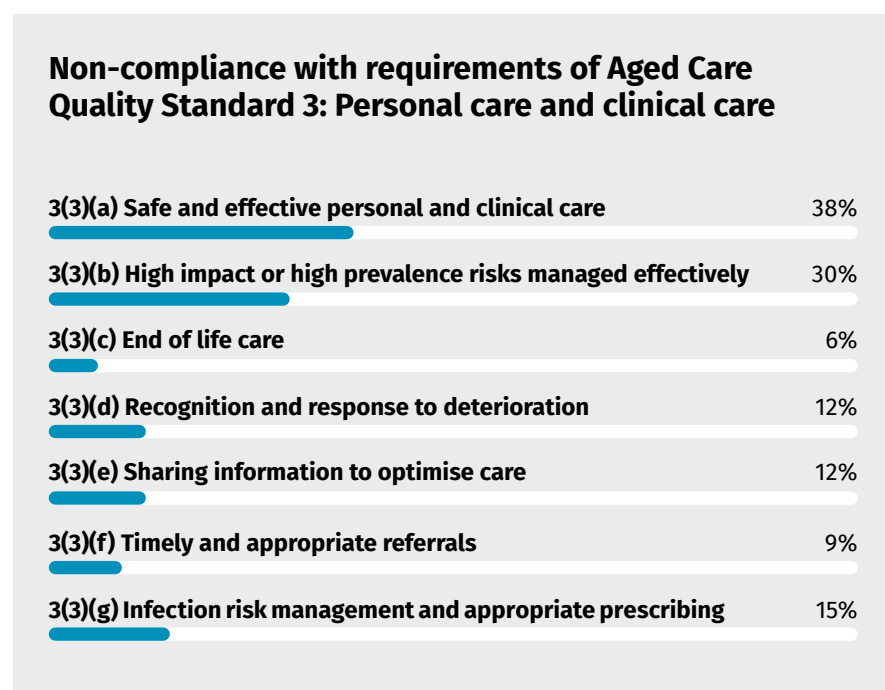 Non-compliance with requirements of Aged Care
Quality Standard 3: Personal care and clinical care
3(3)(a) Safe and effective personal and clinical care 38%
3(3)(b) High impact or high prevalence risks managed effectively 30%
3(3)(c) End of life care 6%
3(3)(d) Recognition and response to deterioration 12%
3(3)(e) Sharing information to optimise care 12%
3(3)(f) Timely and appropriate referrals 9%
3(3)(g) Infection risk management and appropriate prescribing 15%